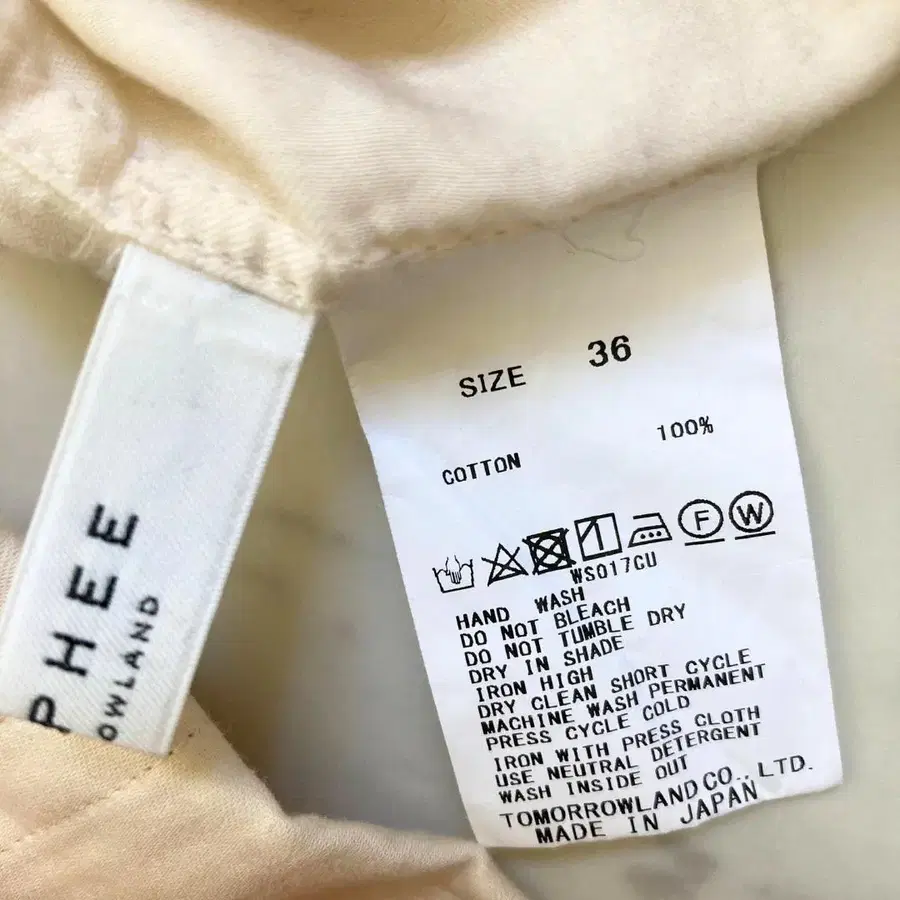 PHEE
OWLAND
SIZE 36
COTTON 100%
F W
WS017CU
HAND WASH
DO NOT BLEACH
DO NOT TUMBLE DRY
DRY IN SHADE
IRON HIGH
DRY CLEAN SHORT CYCLE
MACHINE WASH PERMANENT
PRESS CYCLE COLD
IRON WITH PRESS CLOTH
USE NEUTRAL DETERGENT
WASH INSIDE OUT
TOMORROWLAND CO., LTD.
MADE IN JAPAN